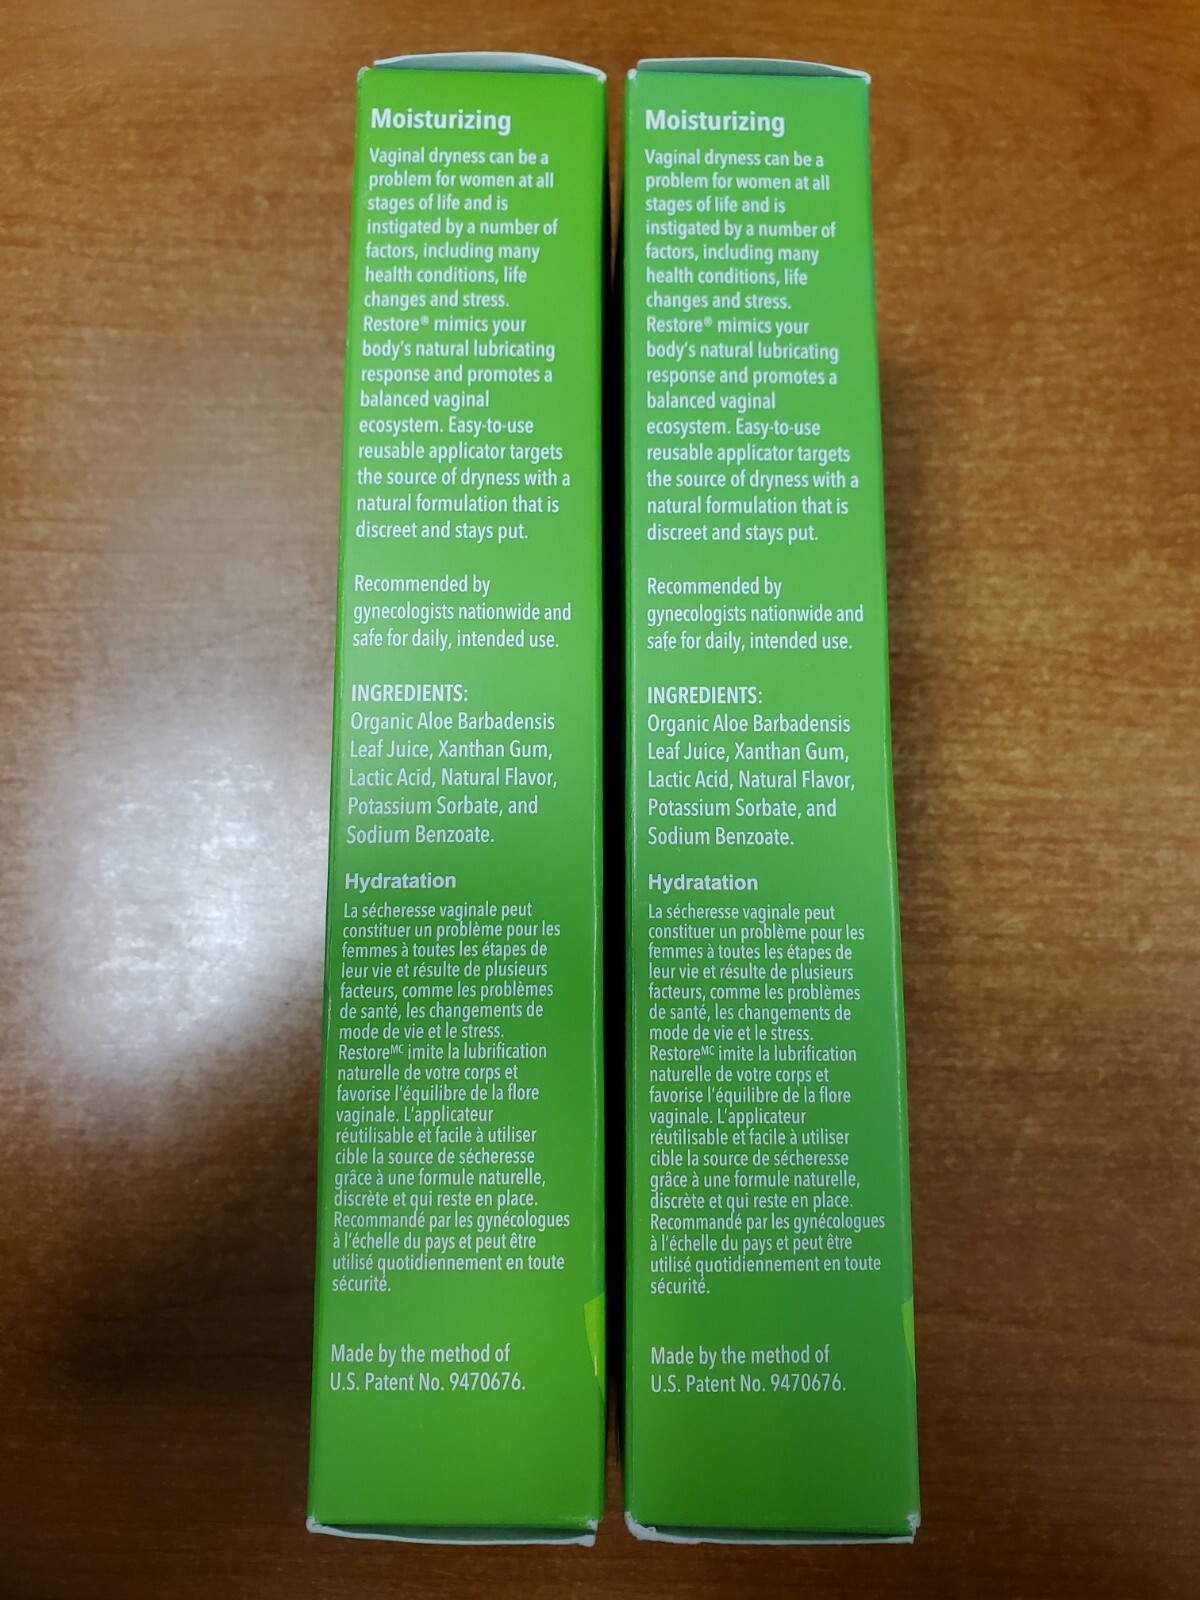 Moisturizing
Vaginal dryness can be a
problem for women at all
stages of life and is
instigated by a number of
factors, including many
health conditions, life
changes and stress.
Restore® mimics your
body's natural lubricating
response and promotes a
balanced vaginal
ecosystem. Easy-to-use
reusable applicator targets
the source of dryness with a
natural formulation that is
discreet and stays put.
Recommended by
gynecologists nationwide and
safe for daily, intended use.
INGREDIENTS:
Organic Aloe Barbadensis
Leaf Juice, Xanthan Gum,
Lactic Acid, Natural Flavor,
Potassium Sorbate, and
Sodium Benzoate.
Hydratation
La sécheresse vaginale peut
constituer un problème pour les
femmes à toutes les étapes de
leur vie et résulte de plusieurs
facteurs, comme les problèmes
de santé, les changements de
mode de vie et le stress.
Restoreᴹᶜ imite la lubrification
naturelle de votre corps et
favorise l'équilibre de la flore
vaginale. L'applicateur
réutilisable et facile à utiliser
cible la source de sécheresse
grâce à une formule naturelle,
discrète et qui reste en place.
Recommandé par les gynécologues
à l'échelle du pays et peut être
utilisé quotidiennement en toute
sécurité.
Made by the method of
U.S. Patent No. 9470676.
Moisturizing
Vaginal dryness can be a
problem for women at all
stages of life and is
instigated by a number of
factors, including many
health conditions, life
changes and stress.
Restore® mimics your
body's natural lubricating
response and promotes a
balanced vaginal
ecosystem. Easy-to-use
reusable applicator targets
the source of dryness with a
natural formulation that is
discreet and stays put.
Recommended by
gynecologists nationwide and
safe for daily, intended use.
INGREDIENTS:
Organic Aloe Barbadensis
Leaf Juice, Xanthan Gum,
Lactic Acid, Natural Flavor,
Potassium Sorbate, and
Sodium Benzoate.
Hydratation
La sécheresse vaginale peut
constituer un problème pour les
femmes à toutes les étapes de
leur vie et résulte de plusieurs
facteurs, comme les problèmes
de santé, les changements de
mode de vie et le stress.
Restoreᴹᶜ imite la lubrification
naturelle de votre corps et
favorise l'équilibre de la flore
vaginale. L'applicateur
réutilisable et facile à utiliser
cible la source de sécheresse
grâce à une formule naturelle,
discrète et qui reste en place.
Recommandé par les gynécologues
à l'échelle du pays et peut être
utilisé quotidiennement en toute
sécurité.
Made by the method of
U.S. Patent No. 9470676.